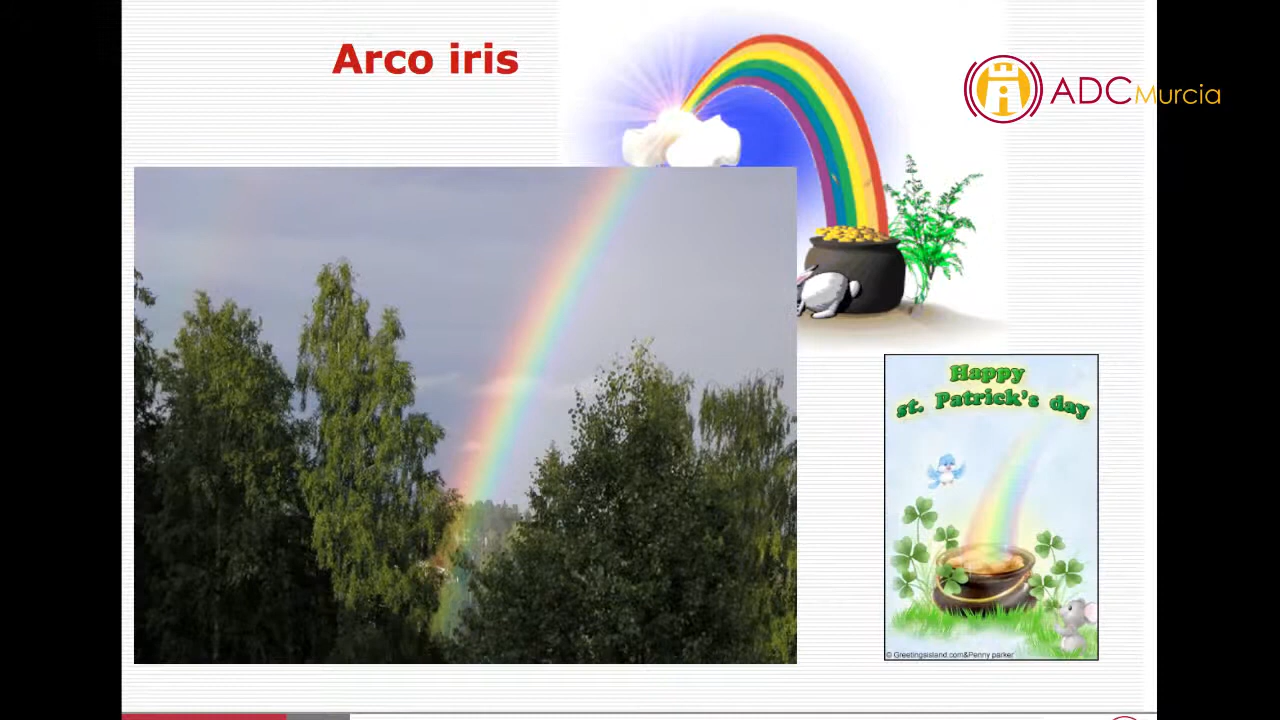 Arco iris
ADCMurcia
Happy
st. Patrick's day
© Greetingsisland.com&Penny parker